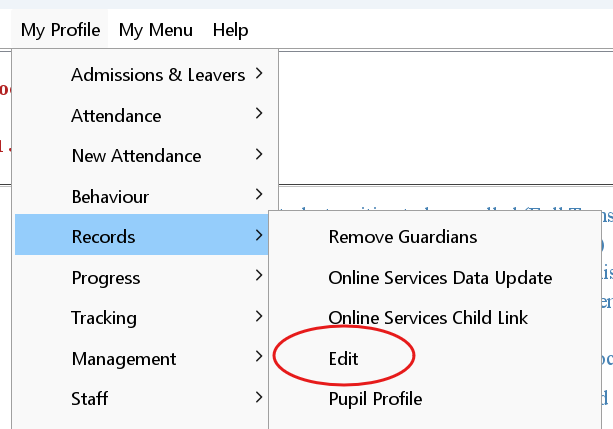 My Profile My Menu Help
Admissions & Leavers
Attendance
New Attendance
Behaviour
Records
Progress
Tracking
Management
Staff
Remove Guardians
Online Services Data Update
Online Services Child Link
Edit
Pupil Profile